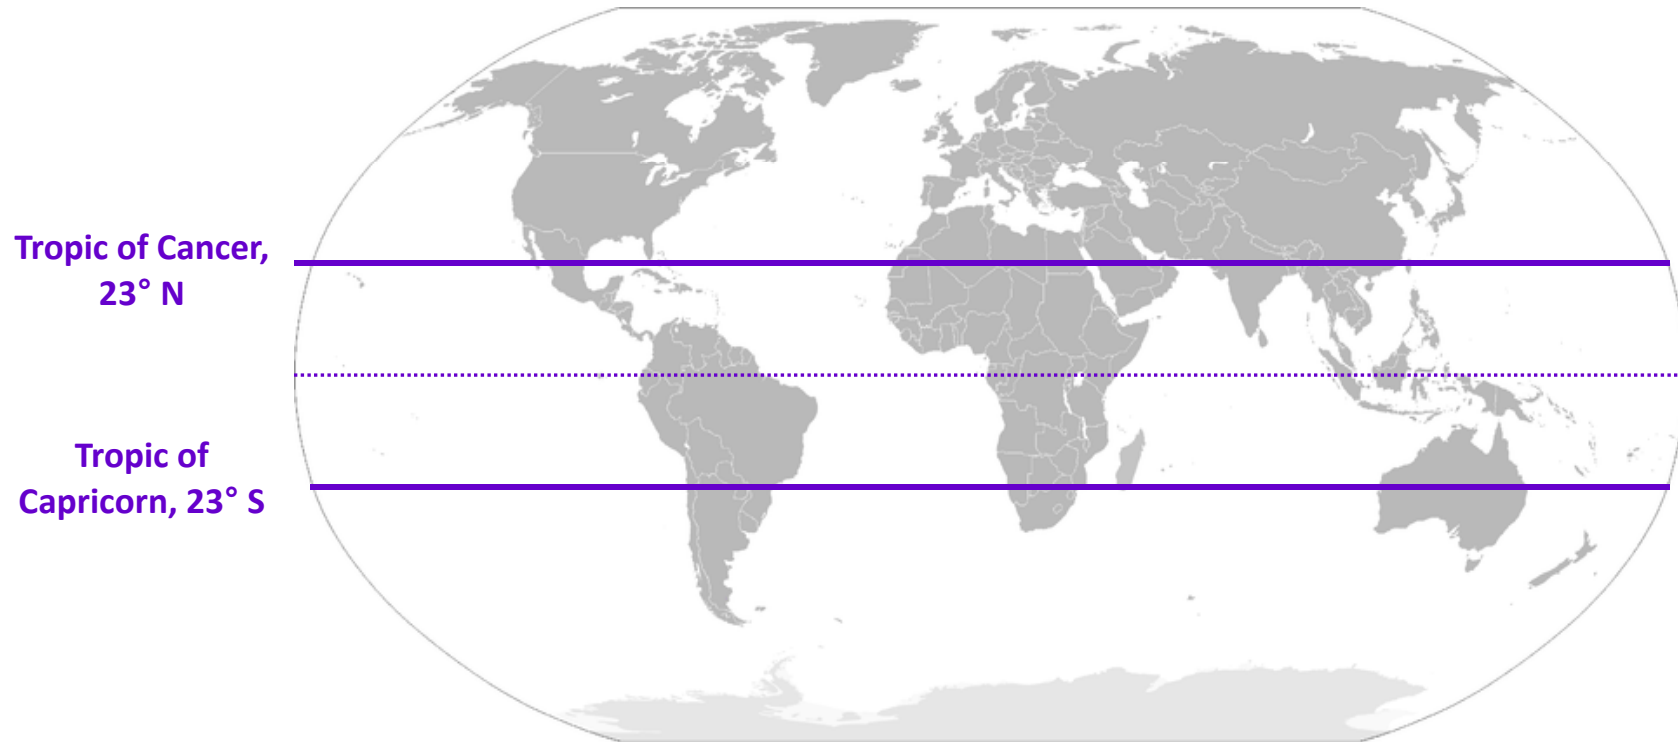 Tropic of Cancer,
23° N
Tropic of
Capricorn, 23° S